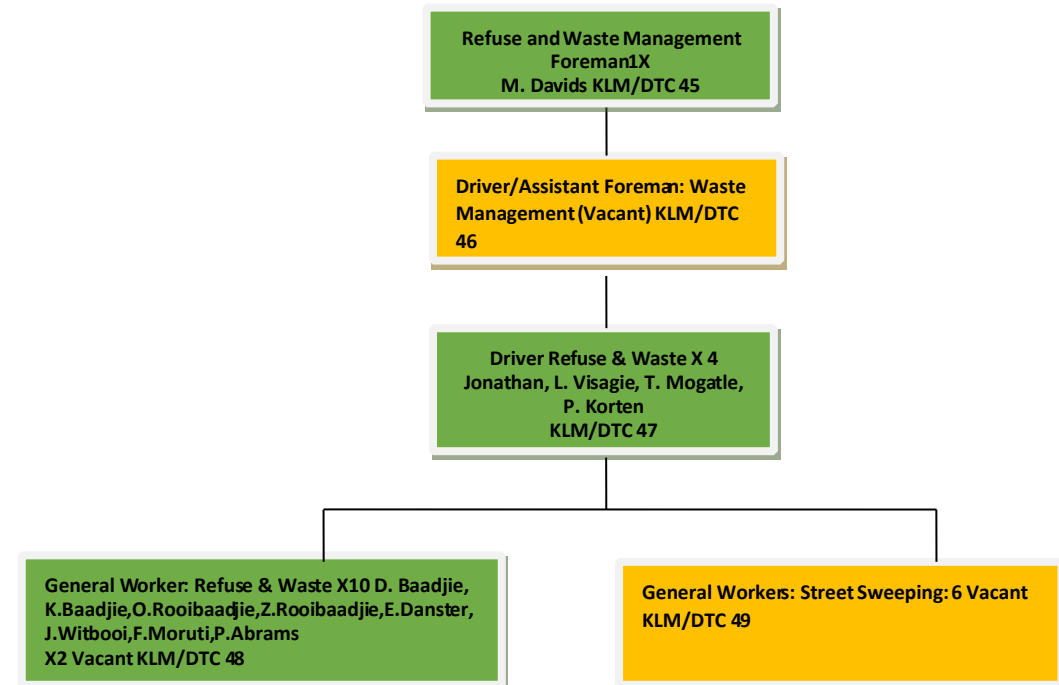 Refuse and Waste Management
Foreman1X
M. Davids KLM/DTC 45
Driver/Assistant Foreman: Waste
Management (Vacant) KLM/DTC
46
Driver Refuse & Waste X 4
Jonathan, L. Visagie, T. Mogatle,
P. Korten
KLM/DTC 47
General Worker: Refuse & Waste X10 D. Baadjie,
K.Baadjie,O.Rooibaadjie,Z.Rooibaadjie,E.Danster,
J.Witbooi,F.Moruti,P.Abrams
X2 Vacant KLM/DTC 48
General Workers: Street Sweeping: 6 Vacant
KLM/DTC 49